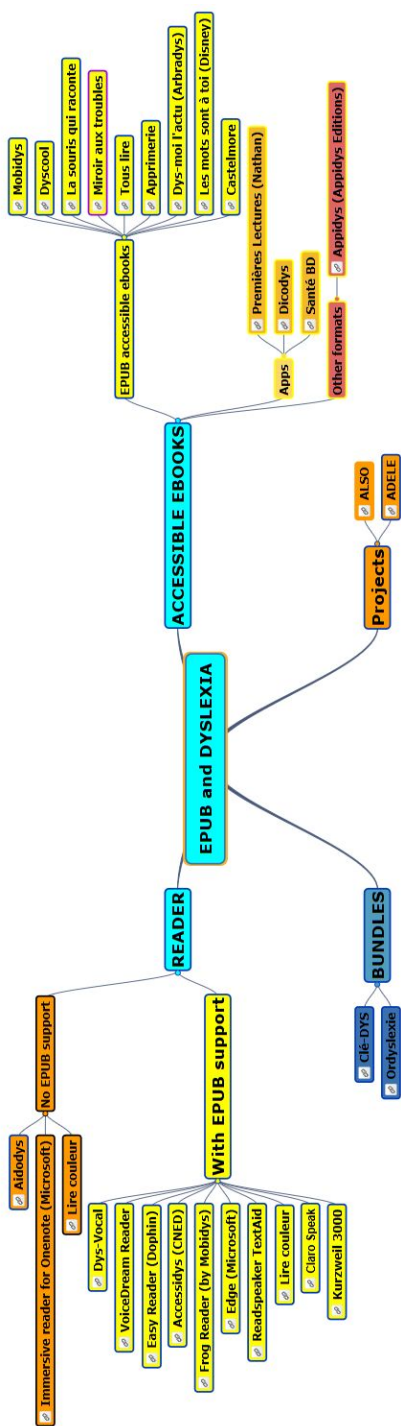 EPUB and DYSLEXIA
ACCESSIBLE EBOOKS
EPUB accessible ebooks
Mobidys
Dyscool
La souris qui raconte
Miroir aux troubles
Tous lire
Apprimerie
Dys-moi l'actu (Arbradys)
Les mots sont à toi (Disney)
Castelmore
Apps
Premières Lectures (Nathan)
Dicodys
Santé BD
Other formats
Appidys (Appidys Editions)
Projects
ALSO
ADELE
READER
No EPUB support
Aidodys
Immersive reader for Onenote (Microsoft)
Lire couleur
With EPUB support
Dys-Vocal
VoiceDream Reader
Easy Reader (Dophin)
Accessidys (CNED)
Frog Reader (by Mobidys)
Edge (Microsoft)
Readspeaker TextAid
Lire couleur
Claro Speak
Kurzweil 3000
BUNDLES
Clé-DYS
Ordyslexie